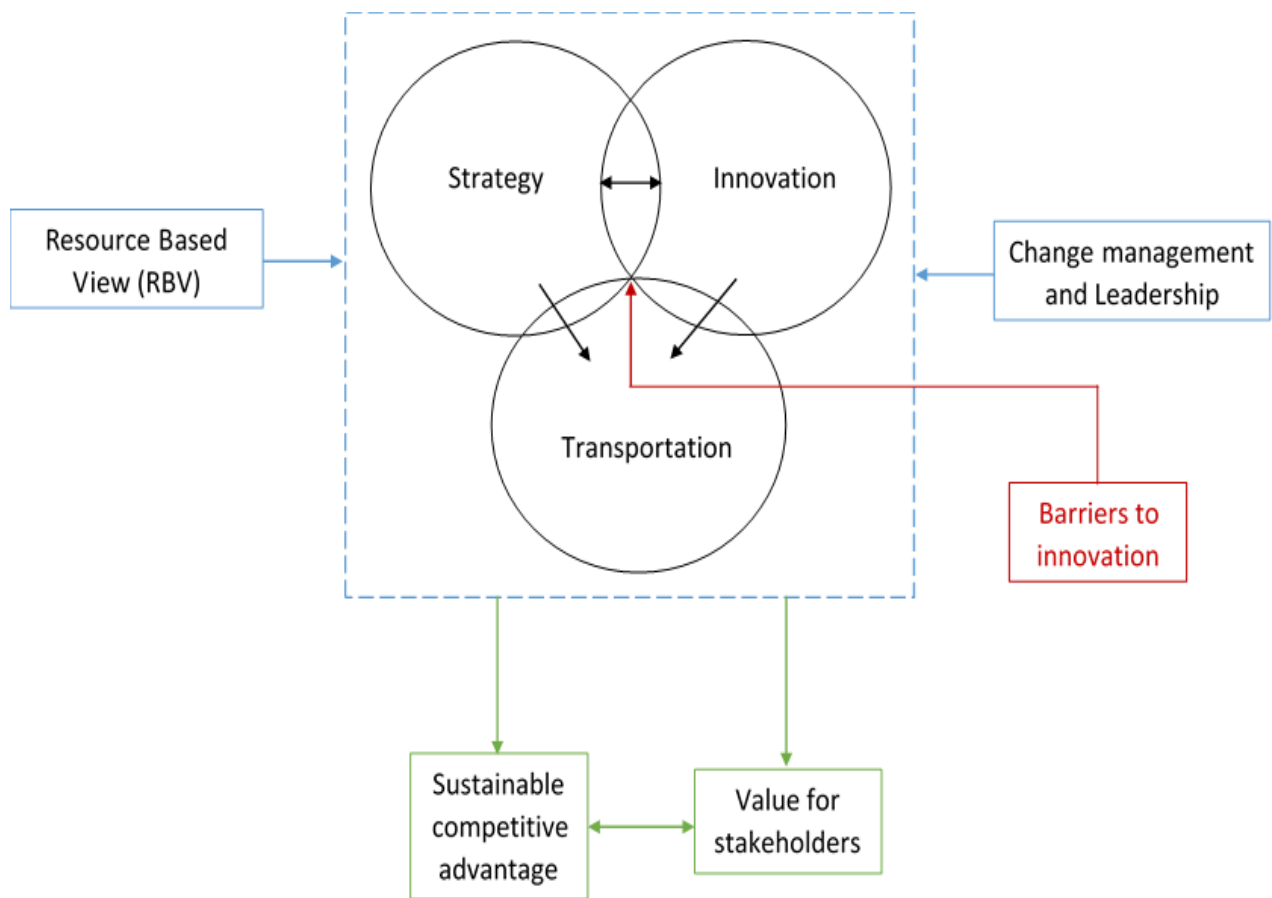 Strategy
Innovation
Resource Based
View (RBV)
Change management
and Leadership
Transportation
Barriers to
innovation
Sustainable
competitive
advantage
Value for
stakeholders